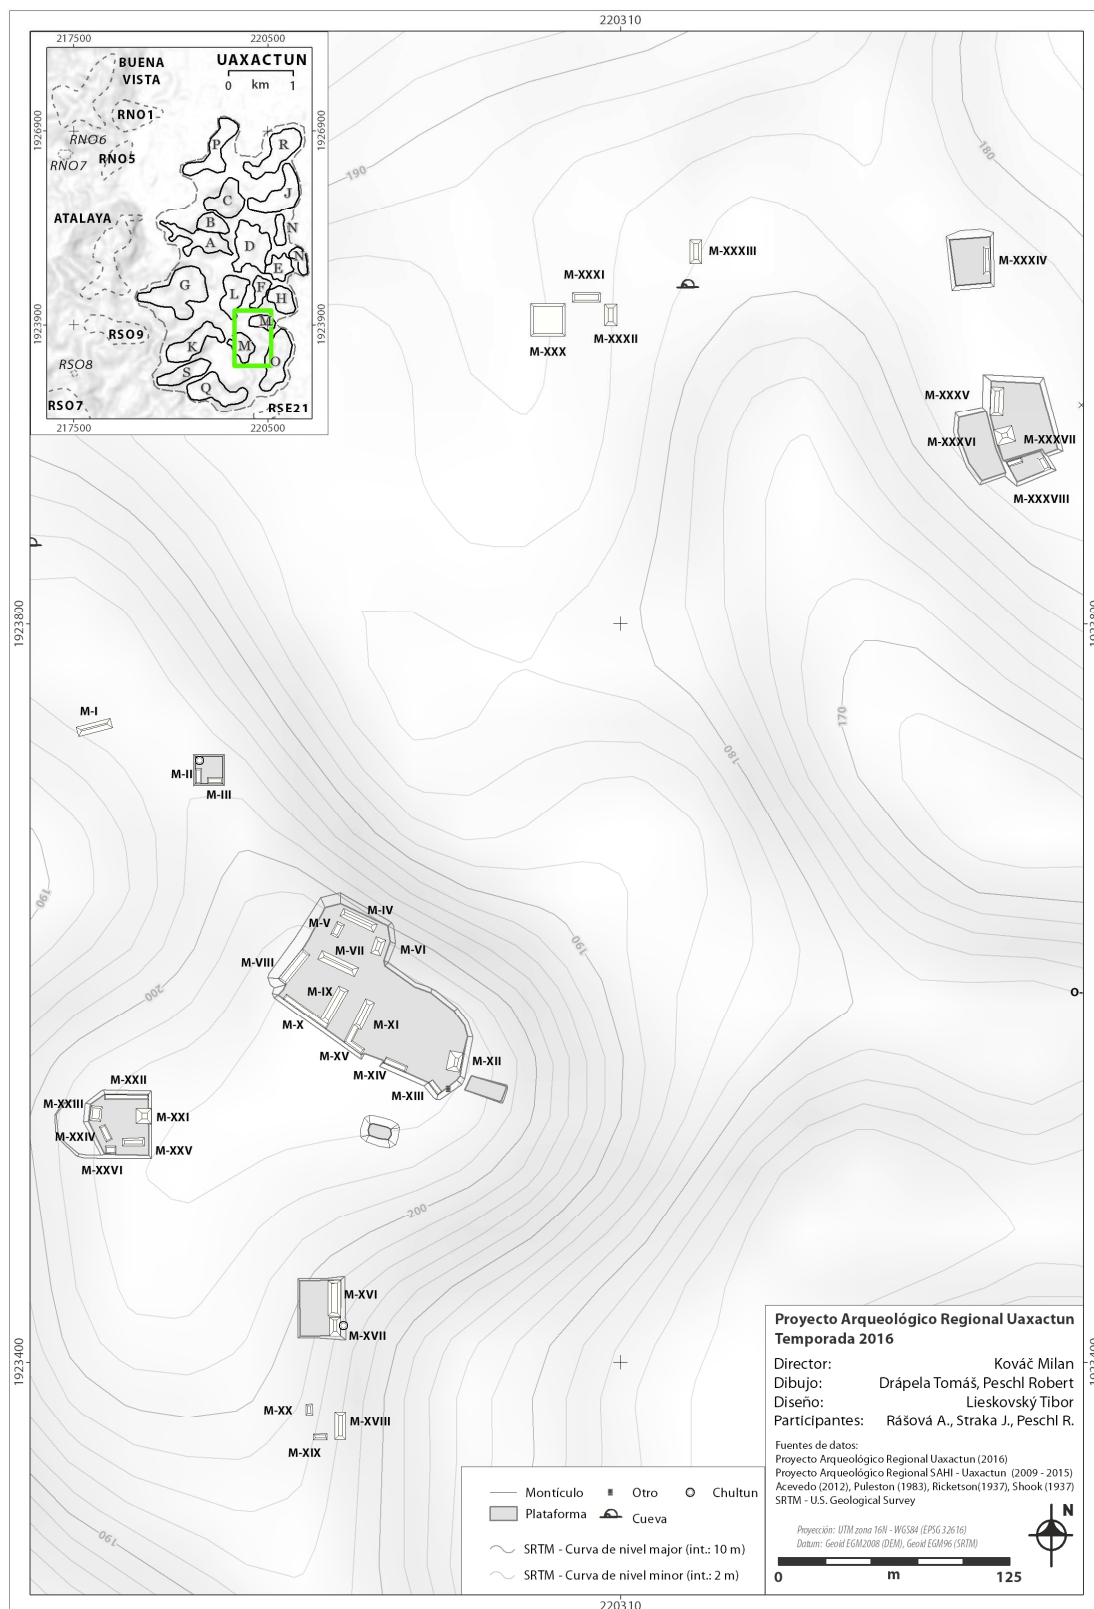 220310
217500
220500
UAXACTUN
0 km 1
BUENA
VISTA
RNO1
RNO6
RNO7
RNO5
ATALAYA
RSO9
RSO8
RSO7
RSE21
1926900
1926900
1923900
1923900
P
R
C
J
B
N
A
D
N
E
G
L
F
H
M
K
M
O
S
Q
217500
220500
190
180
M-XXXIII
M-XXXI
M-XXXIV
M-XXXII
M-XXX
M-XXXV
M-XXXVI
M-XXXVII
M-XXXVIII
1923800
M-I
170
180
M-II
M-III
190
190
M-IV
M-V
M-VI
M-VII
M-VIII
200
M-IX
M-X
M-XI
M-XV
M-XII
M-XIV
M-XIII
O
M-XXII
M-XXIII
M-XXI
M-XXIV
M-XXV
M-XXVI
200
M-XVI
M-XVII
1923400
M-XX
M-XVIII
M-XIX
190
Proyecto Arqueológico Regional Uaxactun
Temporada 2016
Director: Kováč Milan
Dibujo: Drápela Tomáš, Peschl Robert
Diseño: Lieskovský Tibor
Participantes: Rášová A., Straka J., Peschl R.
Fuentes de datos:
Proyecto Arqueológico Regional Uaxactun (2016)
Proyecto Arqueológico Regional SAHI - Uaxactun (2009 - 2015)
Acevedo (2012), Puleston (1983), Ricketson(1937), Shook (1937)
SRTM - U.S. Geological Survey
Proyección: UTM zona 16N - WGS84 (EPSG 32616)
Datum: Geoid EGM2008 (DEM), Geoid EGM96 (SRTM)
N
0 m 125
Montículo Otro Chultun
Plataforma Cueva
SRTM - Curva de nivel major (int.: 10 m)
SRTM - Curva de nivel minor (int.: 2 m)
220310